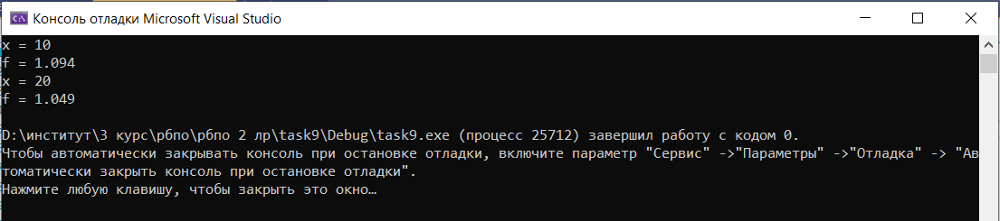 Консоль отладки Microsoft Visual Studio
x = 10
f = 1.094
x = 20
f = 1.049
D:\институт\3 курс\рбпо\рбпо 2 лр\task9\Debug\task9.exe (процесс 25712) завершил работу с кодом 0.
Чтобы автоматически закрывать консоль при остановке отладки, включите параметр "Сервис" ->"Параметры" ->"Отладка" -> "Ав
томатически закрыть консоль при остановке отладки".
Нажмите любую клавишу, чтобы закрыть это окно…